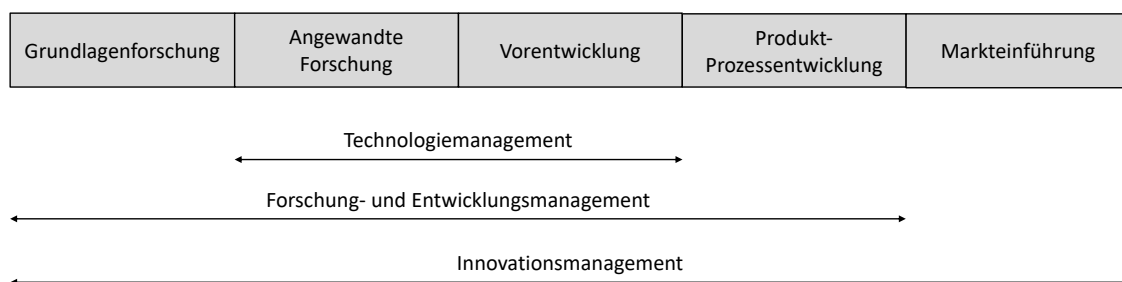 Grundlagenforschung
Angewandte
Forschung
Vorentwicklung
Produkt-
Prozessentwicklung
Markteinführung
Technologiemanagement
Forschung- und Entwicklungsmanagement
Innovationsmanagement